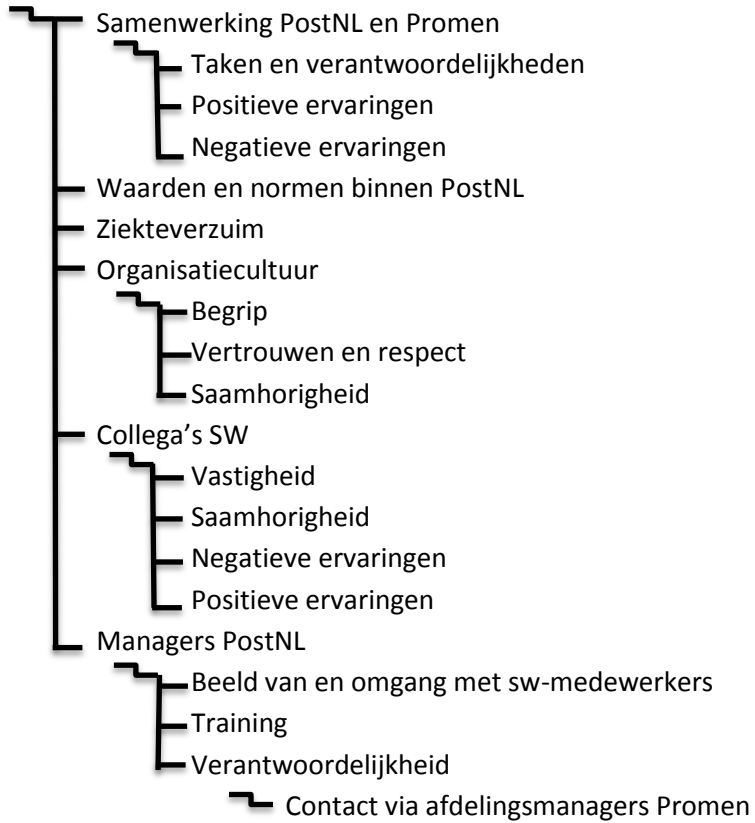 Samenwerking PostNL en Promen
Taken en verantwoordelijkheden
Positieve ervaringen
Negatieve ervaringen
Waarden en normen binnen PostNL
Ziekteverzuim
Organisatiecultuur
Begrip
Vertrouwen en respect
Saamhorigheid
Collega's SW
Vastigheid
Saamhorigheid
Negatieve ervaringen
Positieve ervaringen
Managers PostNL
Beeld van en omgang met sw-medewerkers
Training
Verantwoordelijkheid
Contact via afdelingsmanagers Promen